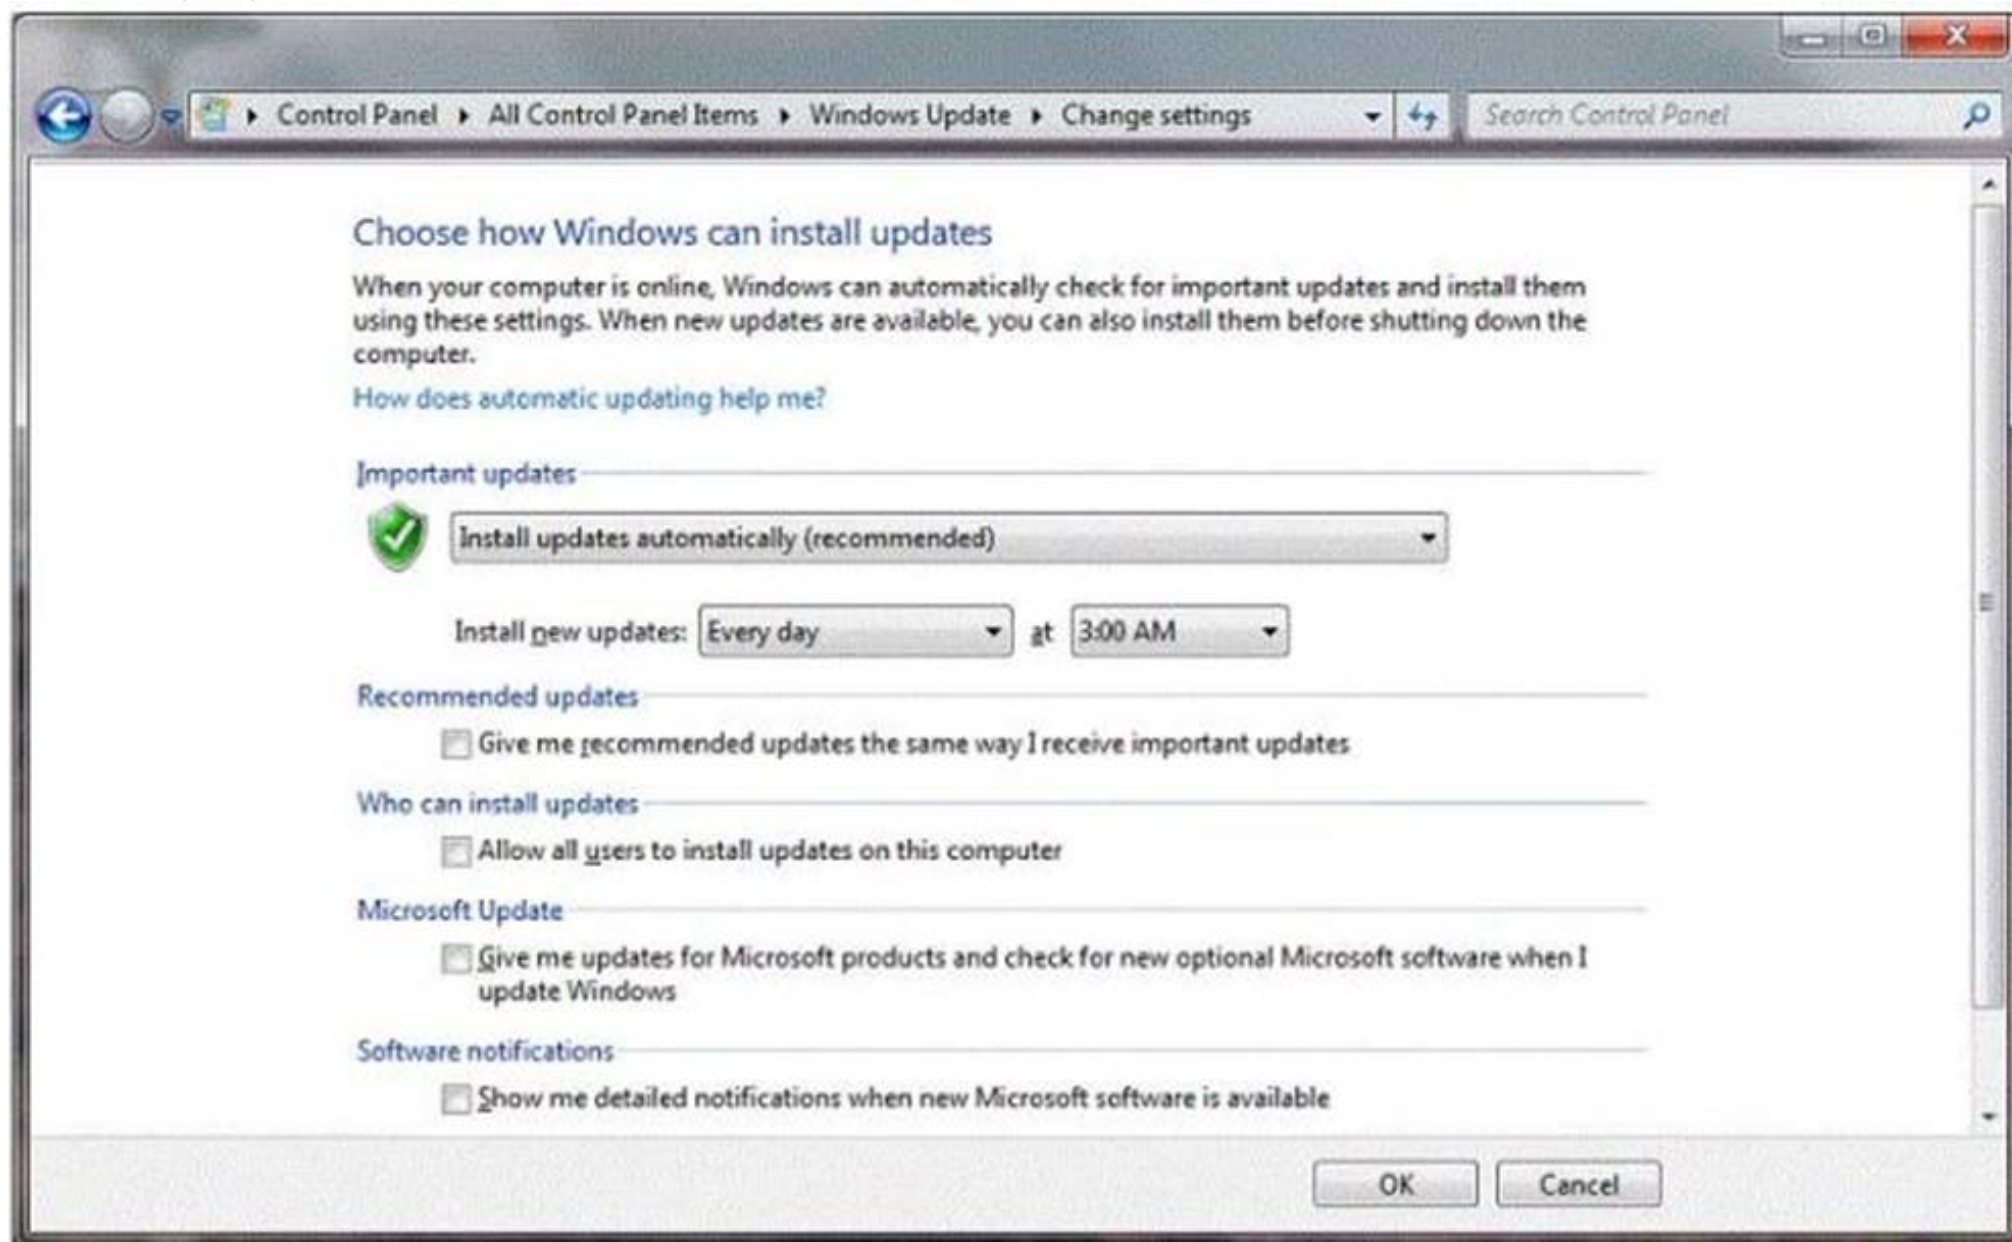 Control Panel ▸ All Control Panel Items ▸ Windows Update ▸ Change settings
Search Control Panel
Choose how Windows can install updates
When your computer is online, Windows can automatically check for important updates and install them
using these settings. When new updates are available, you can also install them before shutting down the
computer.
How does automatic updating help me?
Important updates
Install updates automatically (recommended)
Install new updates: Every day at 3:00 AM
Recommended updates
Give me recommended updates the same way I receive important updates
Who can install updates
Allow all users to install updates on this computer
Microsoft Update
Give me updates for Microsoft products and check for new optional Microsoft software when I
update Windows
Software notifications
Show me detailed notifications when new Microsoft software is available
OK Cancel